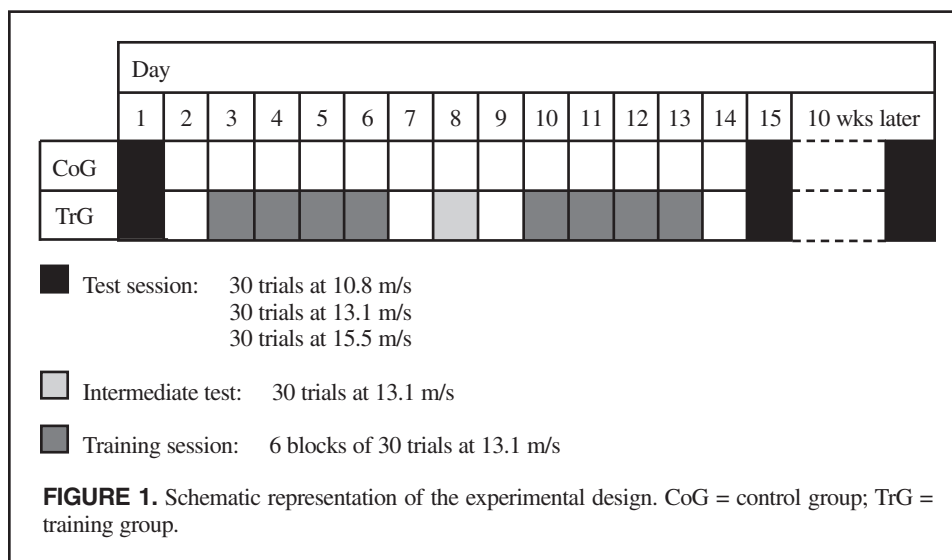 Day
1 2 3 4 5 6 7 8 9 10 11 12 13 14 15 10 wks later
CoG
TrG
Test session: 30 trials at 10.8 m/s
30 trials at 13.1 m/s
30 trials at 15.5 m/s
Intermediate test: 30 trials at 13.1 m/s
Training session: 6 blocks of 30 trials at 13.1 m/s
FIGURE 1. Schematic representation of the experimental design. CoG = control group; TrG =
training group.